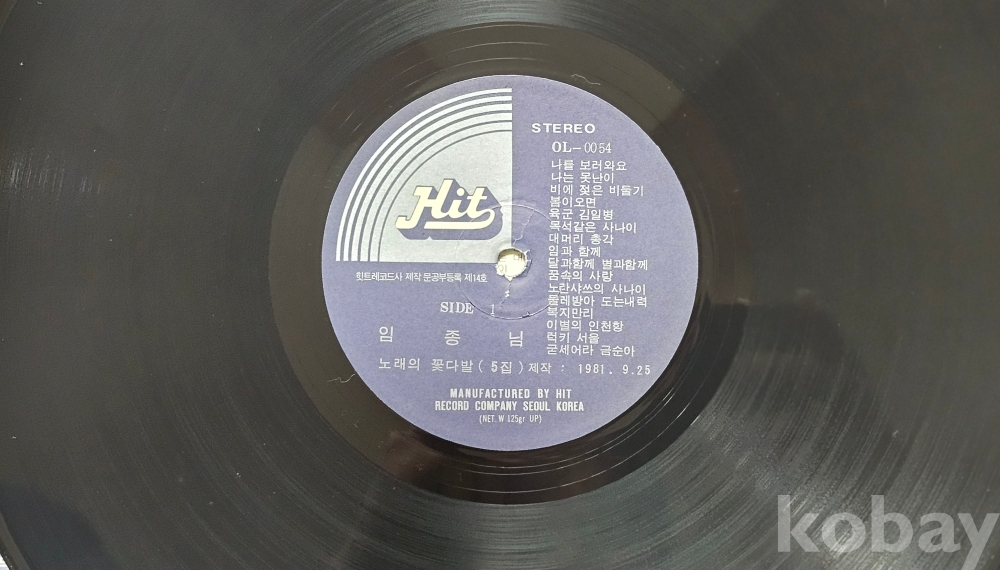 STEREO
OL-0054
나를 보러와요
나는 못난이
비에 젖은 비둘기
봄이오면
육군 김일병
목석같은 사나이
대머리 총각
임과 함께
달과함께 별과함께
꿈속의 사랑
노란샤쓰의 사나이
물레방아 도는내력
복지만리
이별의 인천항
럭키 서울
굳세어라 금순아
Hit
힛트레코드사 제작 문공부등록 제14호
SIDE 1
임 종 님
노래의 꽃다발 ( 5집 ) 제작 : 1981. 9.25
MANUFACTURED BY HIT
RECORD COMPANY SEOUL KOREA
(NET. W 125gr UP)
kobay